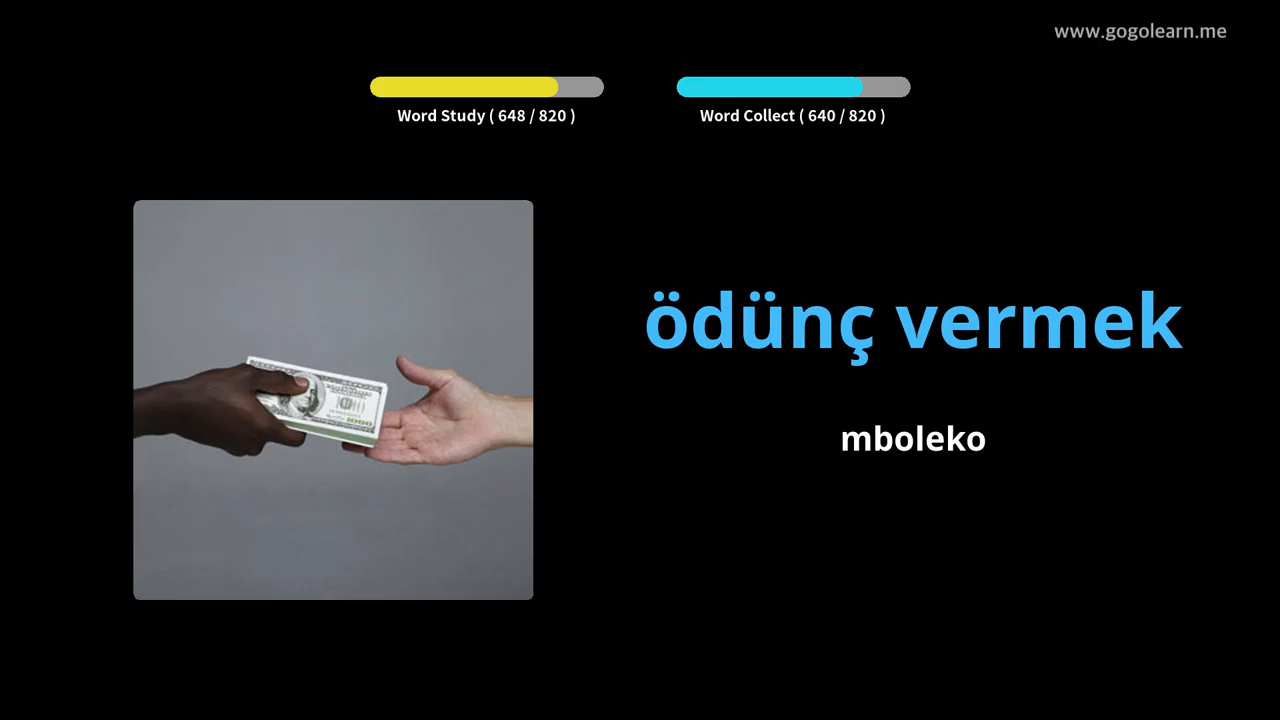 www.gogolearn.me
Word Study ( 648 / 820 )
Word Collect ( 640 / 820 )
ödünç vermek
mboleko